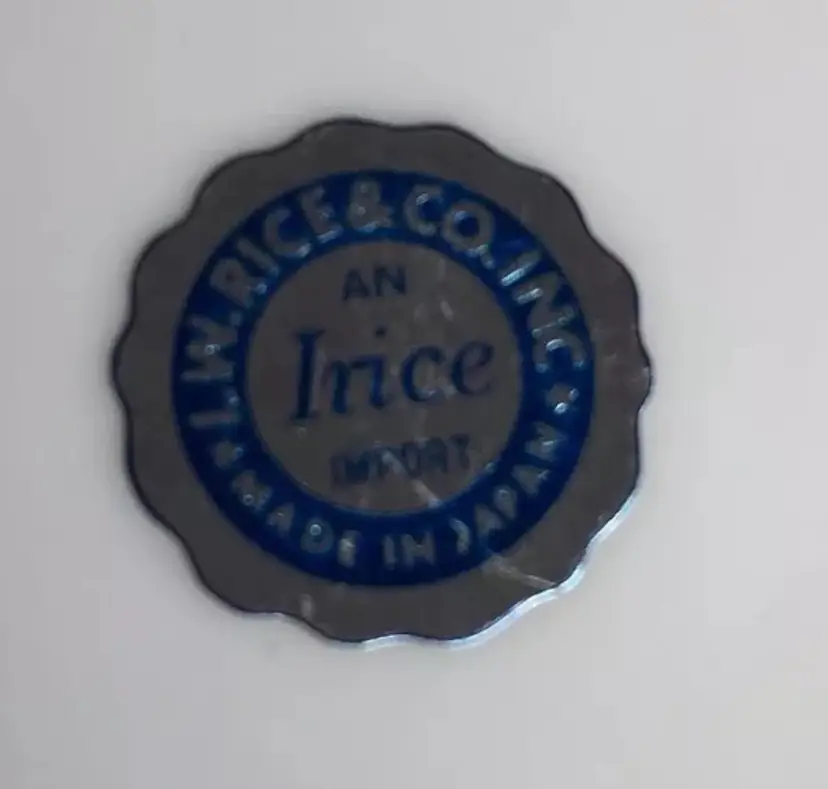 I.W. RICE & CO. INC.
AN
Irice
IMPORT
MADE IN JAPAN